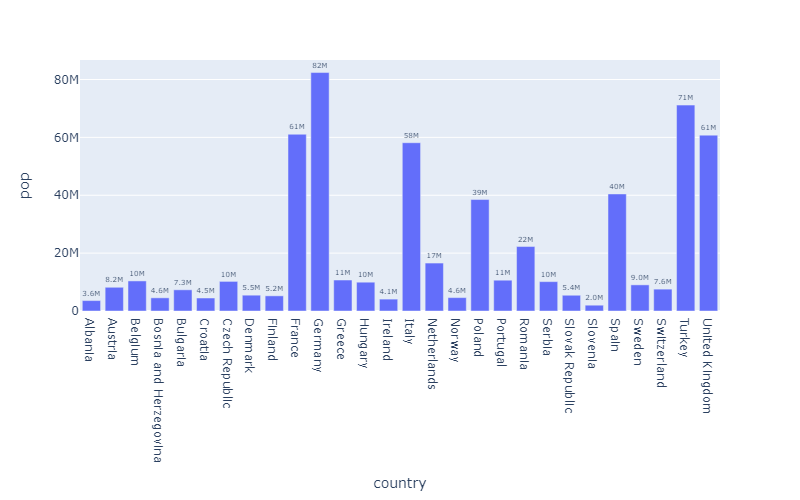 82M
80M
71M
61M
61M
60M
58M
40M
39M
40M
22M
20M
17M
3.6M 8.2M 10M 4.6M 7.3M 4.5M 10M 5.5M 5.2M 11M 10M 4.1M 4.6M 11M 10M 5.4M 2.0M 9.0M 7.6M
0
pop
Albania
Austria
Belgium
Bosnia and Herzegovina
Bulgaria
Croatia
Czech Republic
Denmark
Finland
France
Germany
Greece
Hungary
Ireland
Italy
Netherlands
Norway
Poland
Portugal
Romania
Serbia
Slovak Republic
Slovenia
Spain
Sweden
Switzerland
Turkey
United Kingdom
country